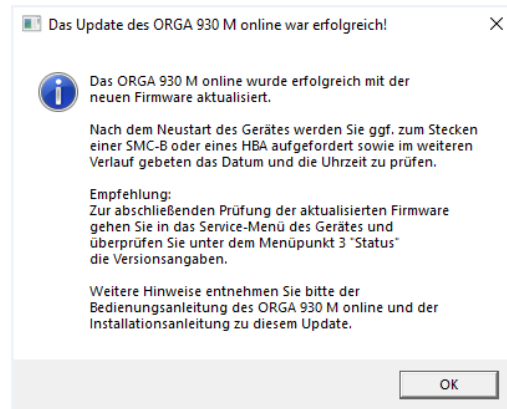 Das Update des ORGA 930 M online war erfolgreich!
Das ORGA 930 M online wurde erfolgreich mit der
neuen Firmware aktualisiert.
Nach dem Neustart des Gerätes werden Sie ggf. zum Stecken
einer SMC-B oder eines HBA aufgefordert sowie im weiteren
Verlauf gebeten das Datum und die Uhrzeit zu prüfen.
Empfehlung:
Zur abschließenden Prüfung der aktualisierten Firmware
gehen Sie in das Service-Menü des Gerätes und
überprüfen Sie unter dem Menüpunkt 3 "Status"
die Versionsangaben.
Weitere Hinweise entnehmen Sie bitte der
Bedienungsanleitung des ORGA 930 M online und der
Installationsanleitung zu diesem Update.
OK